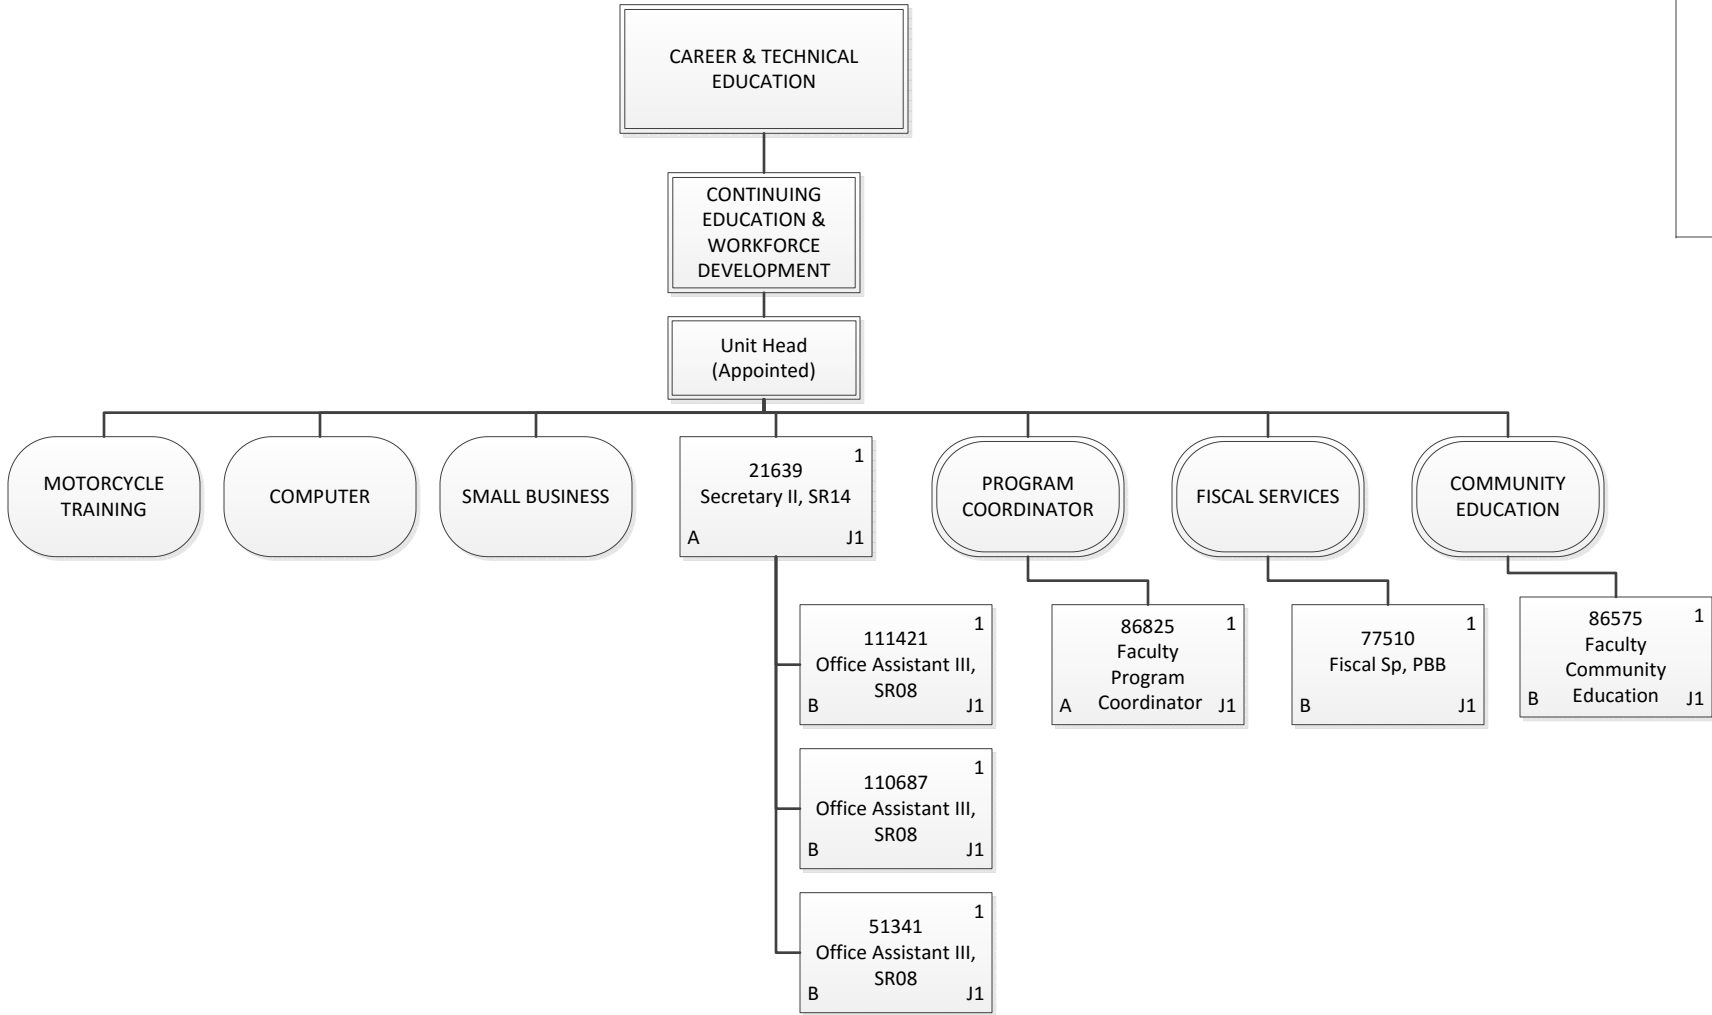 CAREER & TECHNICAL
EDUCATION
CONTINUING
EDUCATION &
WORKFORCE
DEVELOPMENT
Unit Head
(Appointed)
MOTORCYCLE
TRAINING
COMPUTER
SMALL BUSINESS
1
21639
Secretary II, SR14
A J1
PROGRAM
COORDINATOR
FISCAL SERVICES
COMMUNITY
EDUCATION
1
111421
Office Assistant III,
SR08
B J1
86825 1
Faculty
Program
Coordinator
A J1
1
77510
Fiscal Sp, PBB
B J1
86575 1
Faculty
Community
Education
B J1
1
110687
Office Assistant III,
SR08
B J1
1
51341
Office Assistant III,
SR08
B J1